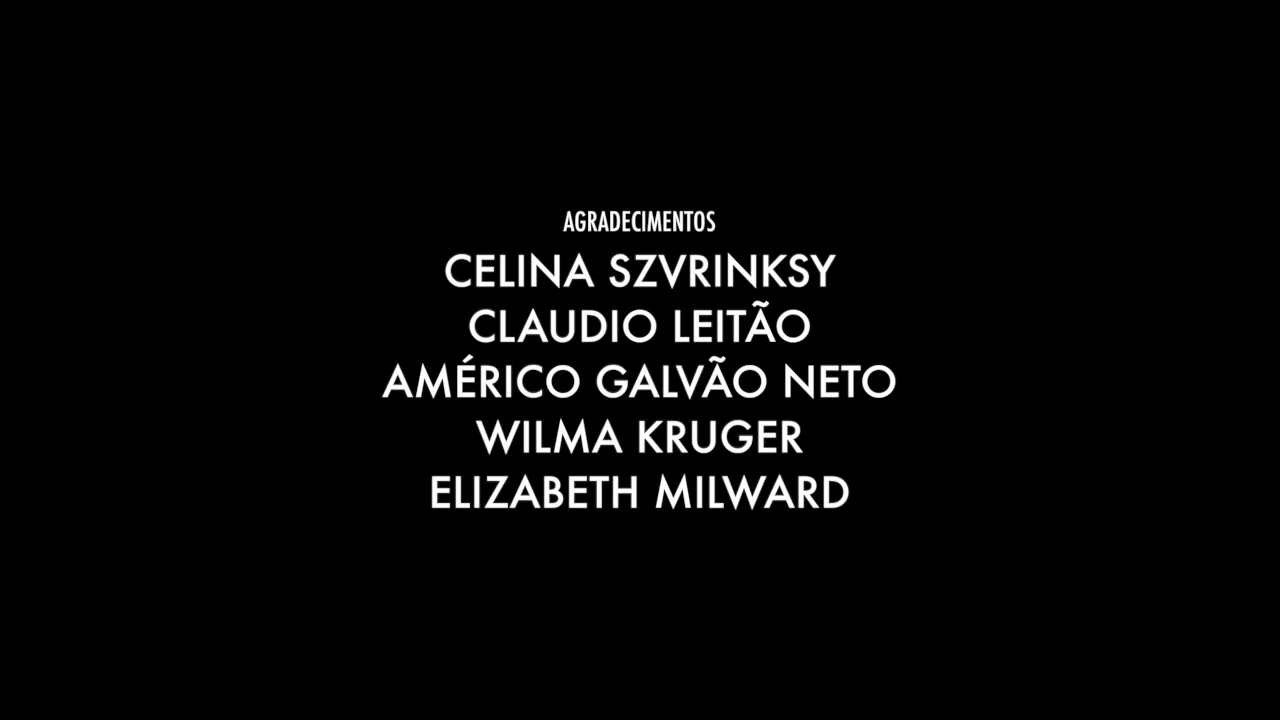 AGRADECIMENTOS
CELINA SZVRINKSY
CLAUDIO LEITÃO
AMÉRICO GALVÃO NETO
WILMA KRUGER
ELIZABETH MILWARD